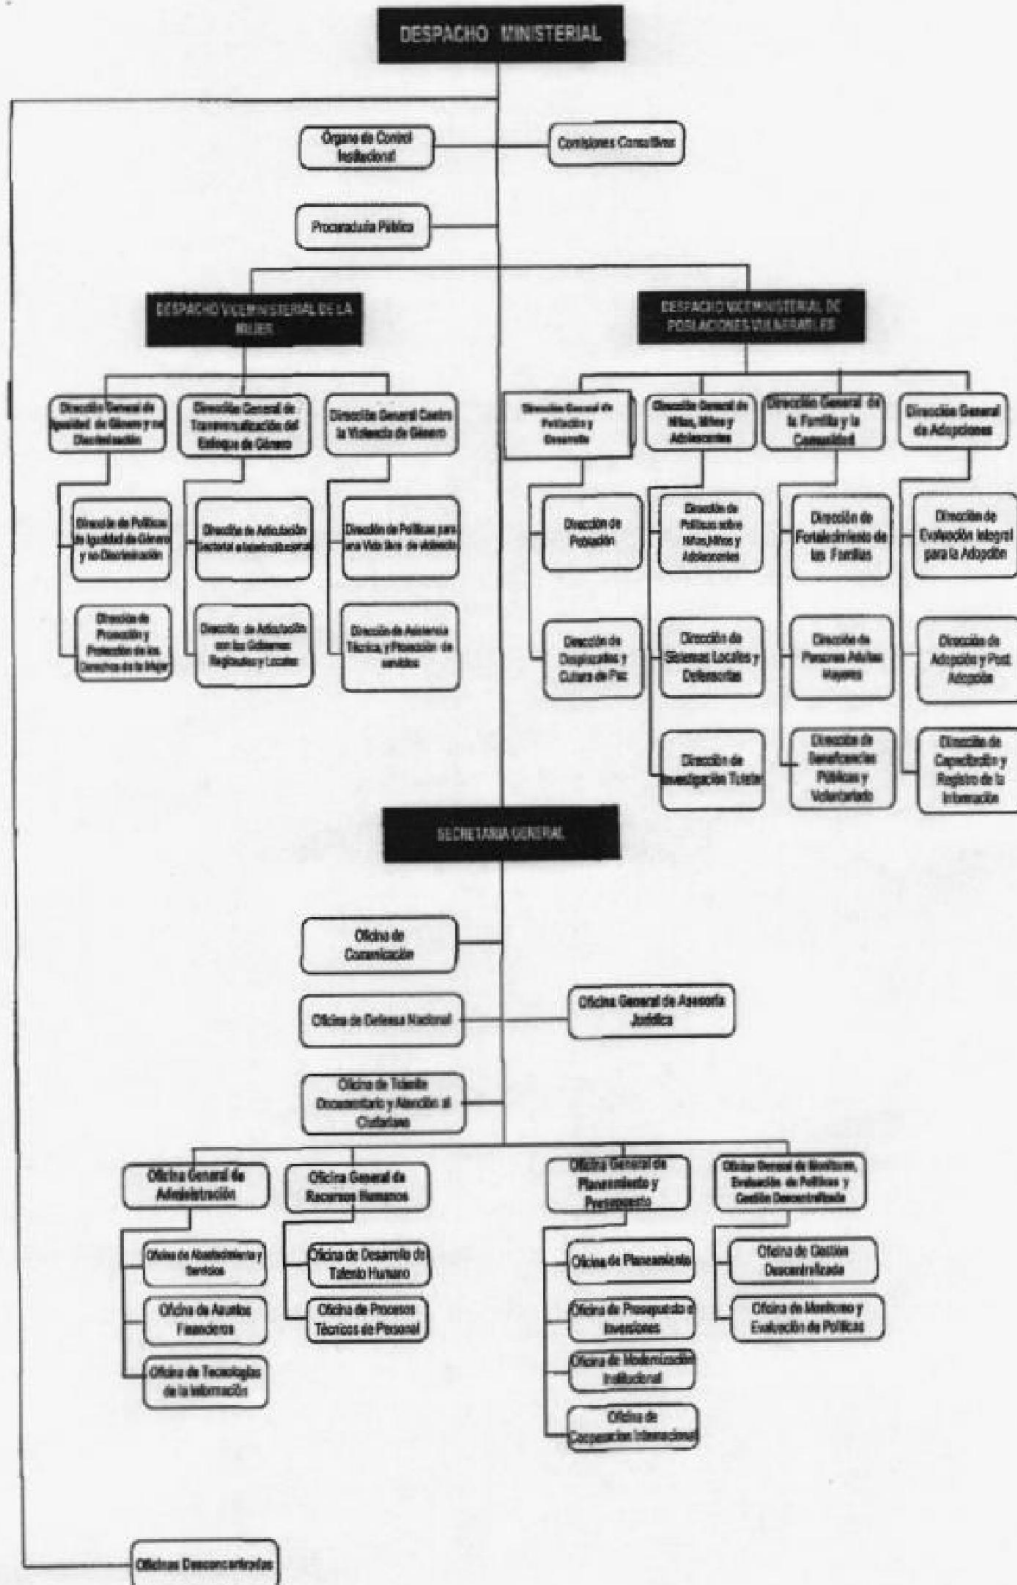 DESPACHO MINISTERIAL
Órgano de Control
Institucional
Comisiones Consultivas
Procuraduría Pública
DESPACHO VICEMINISTERIAL DE LA
MUJER
DESPACHO VICEMINISTERIAL DE
POBLACIONES VULNERABLES
Dirección General de
Igualdad de Género y no
Discriminación
Dirección General de
Transversalización del
Enfoque de Género
Dirección General Contra
la Violencia de Género
Dirección General de
Población y
Desarrollo
Dirección General de
Niñas, Niños y
Adolescentes
Dirección General de
la Familia y la
Comunidad
Dirección General
de Adopciones
Dirección de Políticas
de Igualdad de Género
y no Discriminación
Dirección de Articulación
Sectorial e Interinstitucional
Dirección de Políticas para
una Vida libre de violencia
Dirección de
Población
Dirección de
Políticas sobre
Niñas,Niños y
Adolescentes
Dirección de
Fortalecimiento de
las Familias
Dirección de
Evaluación Integral
para la Adopción
Dirección de
Promoción y
Protección de los
Derechos de la Mujer
Dirección de Articulación
con los Gobiernos
Regionales y Locales
Dirección de Asistencia
Técnica, y Promoción de
servicios
Dirección de
Desplazados y
Cultura de Paz
Dirección de
Sistemas Locales y
Defensorías
Dirección de
Personas Adultas
Mayores
Dirección de
Adopción y Post
Adopción
Dirección de
Investigación Tutelar
Dirección de
Beneficencias
Públicas y
Voluntariado
Dirección de
Capacitación y
Registro de la
Información
SECRETARIA GENERAL
Oficina de
Comunicación
Oficina de Defensa Nacional
Oficina General de Asesoría
Jurídica
Oficina de Trámite
Documentario y Atención al
Ciudadano
Oficina General de
Administración
Oficina General de
Recursos Humanos
Oficina General de
Planeamiento y
Presupuesto
Oficina General de Monitoreo,
Evaluación de Políticas y
Gestión Descentralizada
Oficina de Abastecimiento y
Servicios
Oficina de Desarrollo de
Talento Humano
Oficina de Planeamiento
Oficina de Gestión
Descentralizada
Oficina de Asuntos
Financieros
Oficina de Procesos
Técnicos de Personal
Oficina de Presupuesto e
Inversiones
Oficina de Monitoreo y
Evaluación de Políticas
Oficina de Tecnologías
de la Información
Oficina de Modernización
Institucional
Oficina de
Cooperacion Internacional
Oficinas Desconcentradas